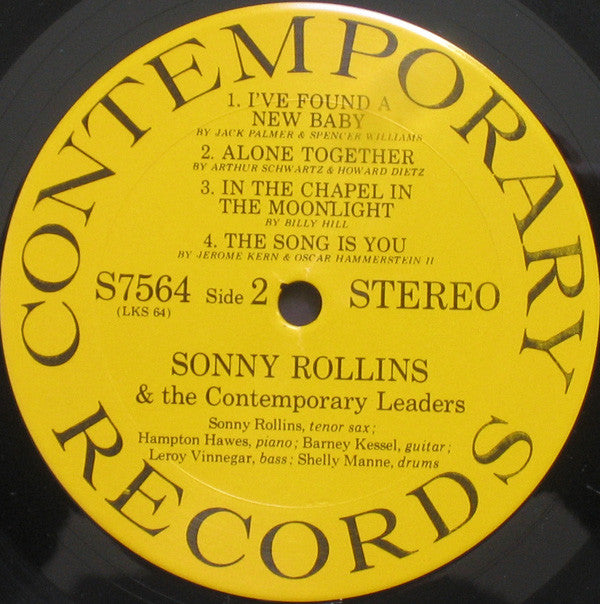 CONTEMPORARY RECORDS
1. I'VE FOUND A
NEW BABY
BY JACK PALMER & SPENCER WILLIAMS
2. ALONE TOGETHER
BY ARTHUR SCHWARTZ & HOWARD DIETZ
3. IN THE CHAPEL IN
THE MOONLIGHT
BY BILLY HILL
4. THE SONG IS YOU
BY JEROME KERN & OSCAR HAMMERSTEIN II
S7564 Side 2 STEREO
(LKS 64)
SONNY ROLLINS
& the Contemporary Leaders
Sonny Rollins, tenor sax;
Hampton Hawes, piano; Barney Kessel, guitar;
Leroy Vinnegar, bass; Shelly Manne, drums